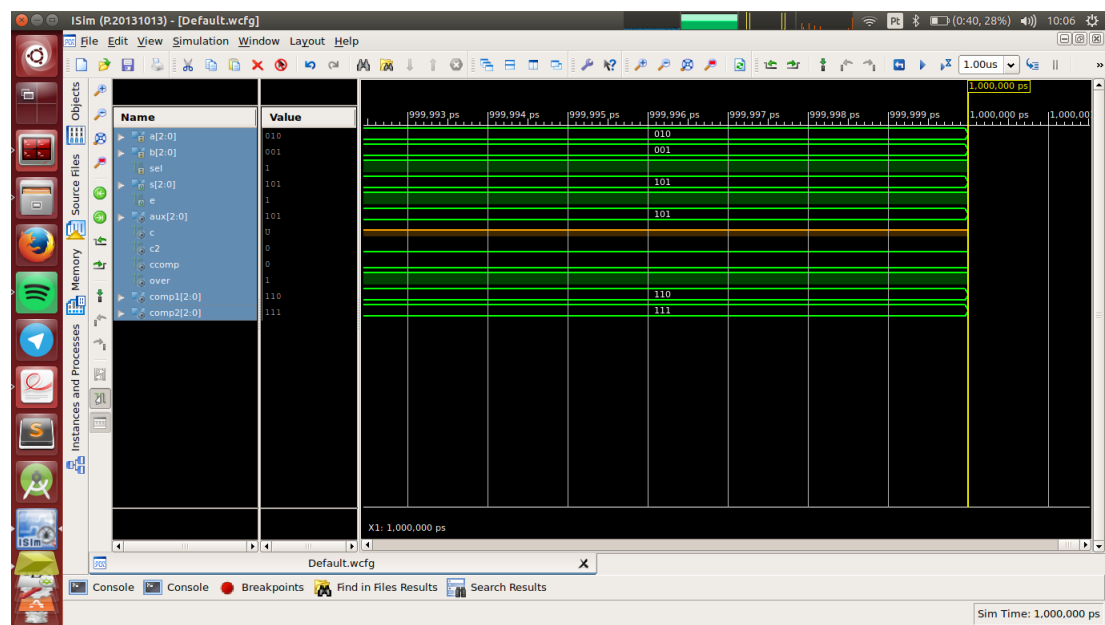 ISim (P.20131013) - [Default.wcfg]
Pt
(0:40, 28%)
10:06
File Edit View Simulation Window Layout Help
1.00us
»
Objects
Source Files
Memory
Instances and Processes
1,000,000 ps
Name Value
999,993 ps 999,994 ps 999,995 ps 999,996 ps 999,997 ps 999,998 ps 999,999 ps 1,000,000 ps 1,000,00
a[2:0] 010 010
b[2:0] 001 001
sel 1
s[2:0] 101 101
e 1
aux[2:0] 101 101
c U
c2 0
ccomp 0
over 1
comp1[2:0] 110 110
comp2[2:0] 111 111
X1: 1,000,000 ps
Default.wcfg
Console Console Breakpoints Find in Files Results Search Results
Sim Time: 1,000,000 ps
S
ISim